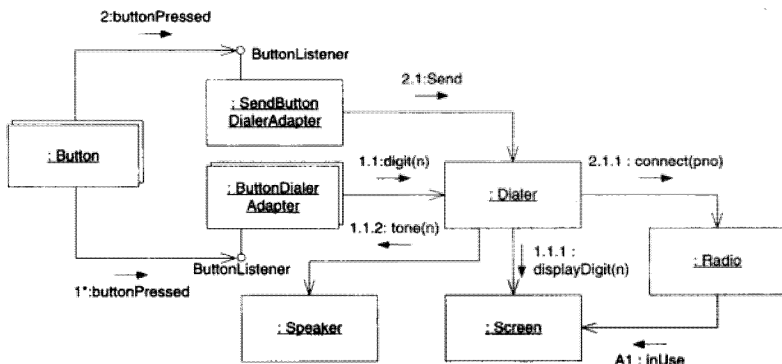 2:buttonPressed
ButtonListener
2.1:Send
: SendButton
DialerAdapter
: Button
1.1:digit(n)
2.1.1 : connect(pno)
: ButtonDialer
Adapter
: Dialer
1.1.2: tone(n)
1.1.1 :
displayDigit(n)
: Radio
ButtonListener
1*:buttonPressed
: Speaker
: Screen
A1 : inUse